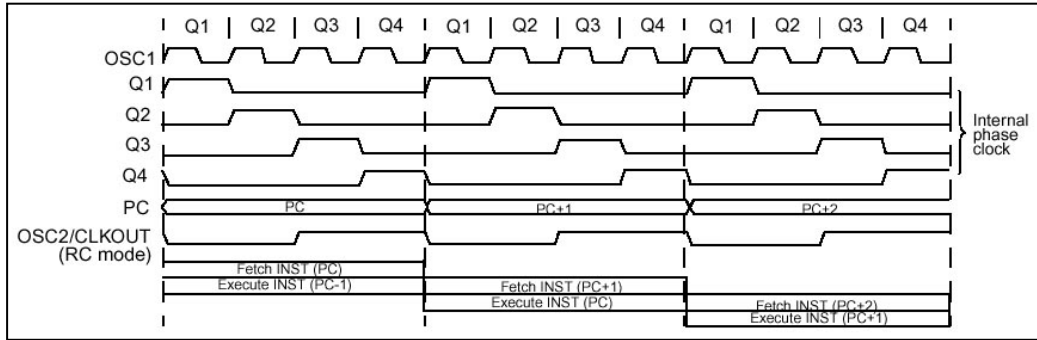 Q1 Q2 Q3 Q4 Q1 Q2 Q3 Q4 Q1 Q2 Q3 Q4
OSC1
Q1
Q2
Q3
Q4
Internal
phase
clock
PC PC PC+1 PC+2
OSC2/CLKOUT
(RC mode)
Fetch INST (PC)
Execute INST (PC-1) Fetch INST (PC+1)
Execute INST (PC) Fetch INST (PC+2)
Execute INST (PC+1)